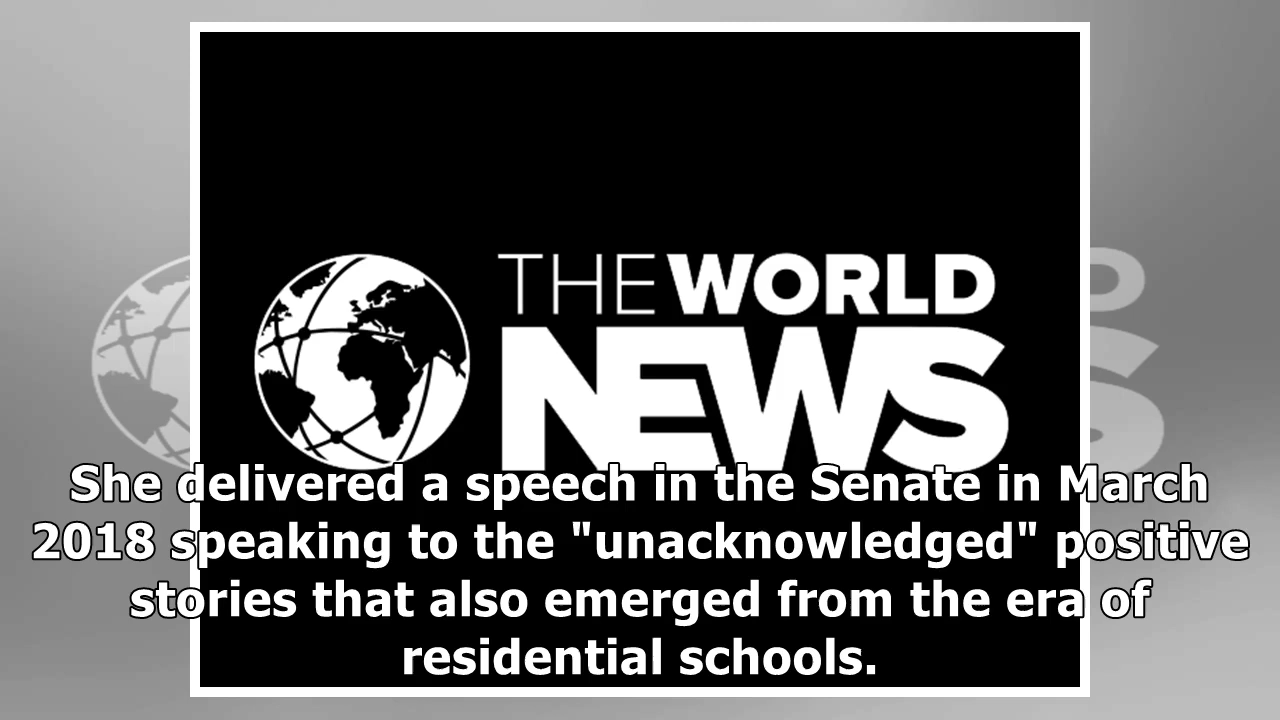 THE WORLD
NEWS
She delivered a speech in the Senate in March
2018 speaking to the "unacknowledged" positive
stories that also emerged from the era of
residential schools.